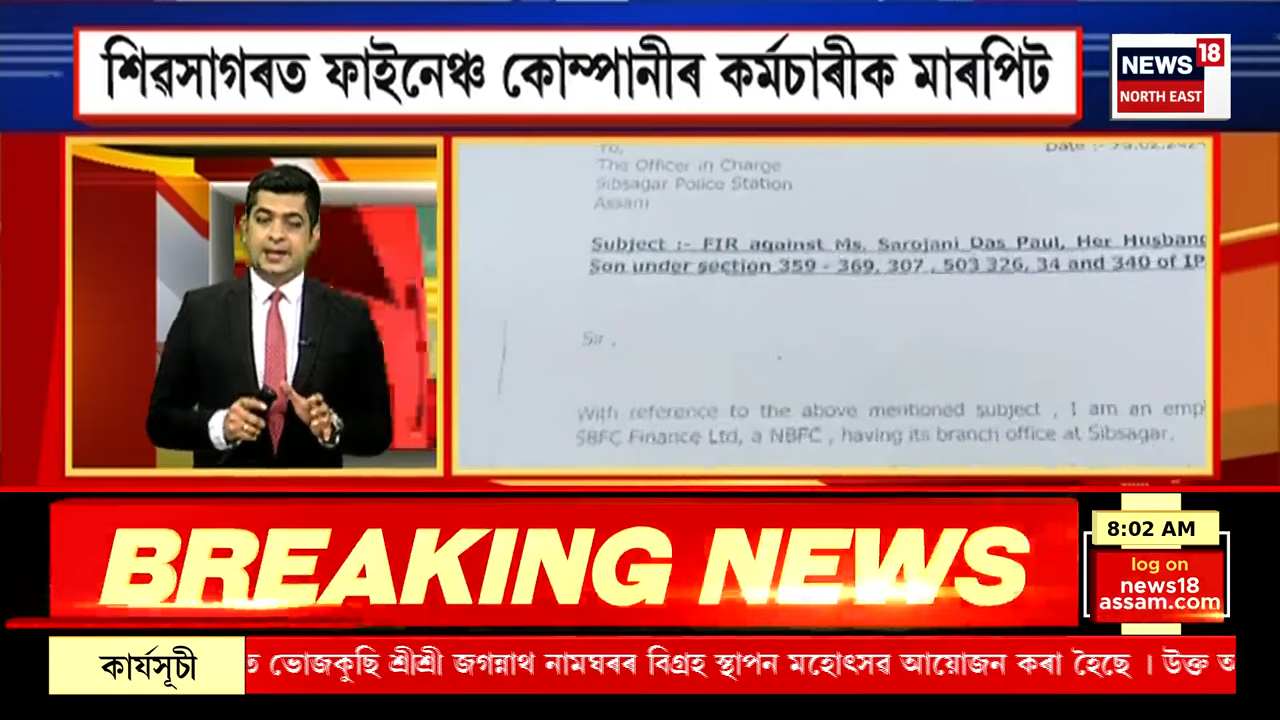 শিৱসাগৰত ফাইনেঞ্চ কোম্পানীৰ কৰ্মচাৰীক মাৰপিট
NEWS 18
NORTH EAST
To,
Date :-
The Officer in Charge
Sibsagar Police Station
Assam
Subject :- FIR against Ms. Sarojani Das Paul, Her Husband
Son under section 359 - 369, 307 , 503 326, 34 and 340 of IP
Sir ,
With reference to the above mentioned subject , I am an emp
SBFC Finance Ltd, a NBFC , having its branch office at Sibsagar.
BREAKING NEWS
8:02 AM
log on
news18
assam.com
কাৰ্যসূচী
ত ভোজকুছি শ্ৰীশ্ৰী জগন্নাথ নামঘৰৰ বিগ্ৰহ স্থাপন মহোৎসৱ আয়োজন কৰা হৈছে । উক্ত